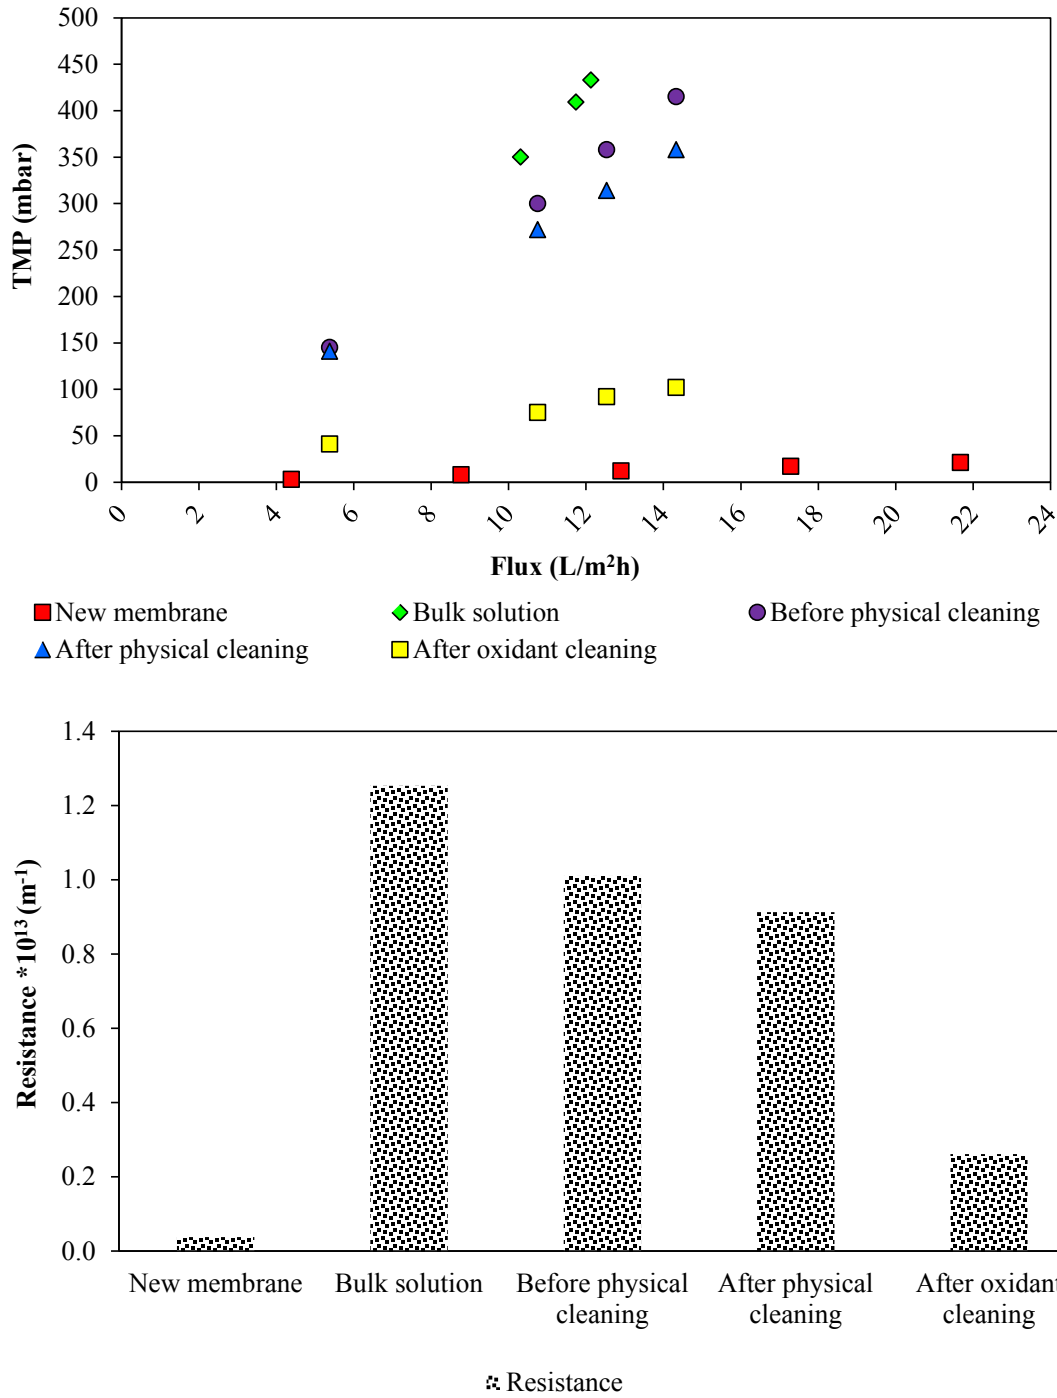 500
450
400
350
300
250
200
150
100
50
0
TMP (mbar)
0 2 4 6 8 10 12 14 16 18 20 22 24
Flux (L/m²h)
New membrane Bulk solution Before physical cleaning
After physical cleaning After oxidant cleaning
1.4
1.2
1.0
0.8
0.6
0.4
0.2
0.0
Resistance *10¹³ (m⁻¹)
New membrane Bulk solution Before physical After physical After oxidant
cleaning cleaning cleaning
Resistance